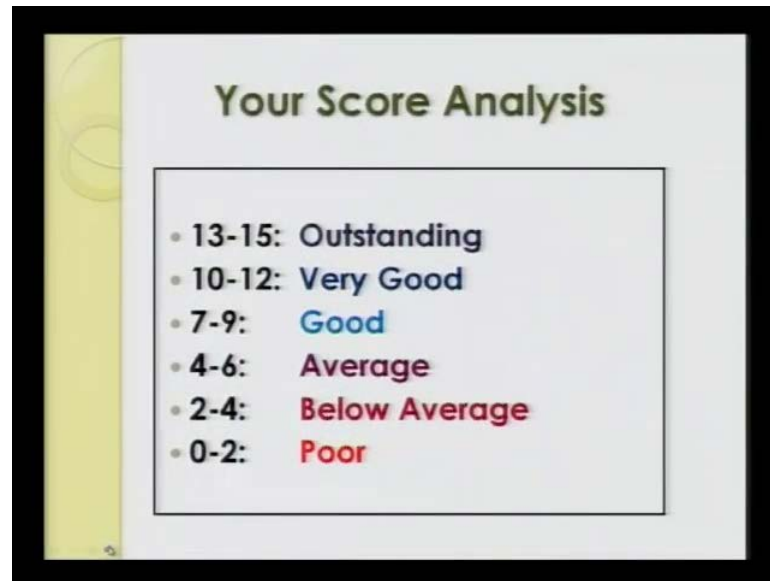 Your Score Analysis
13-15: Outstanding
10-12: Very Good
7-9: Good
4-6: Average
2-4: Below Average
0-2: Poor